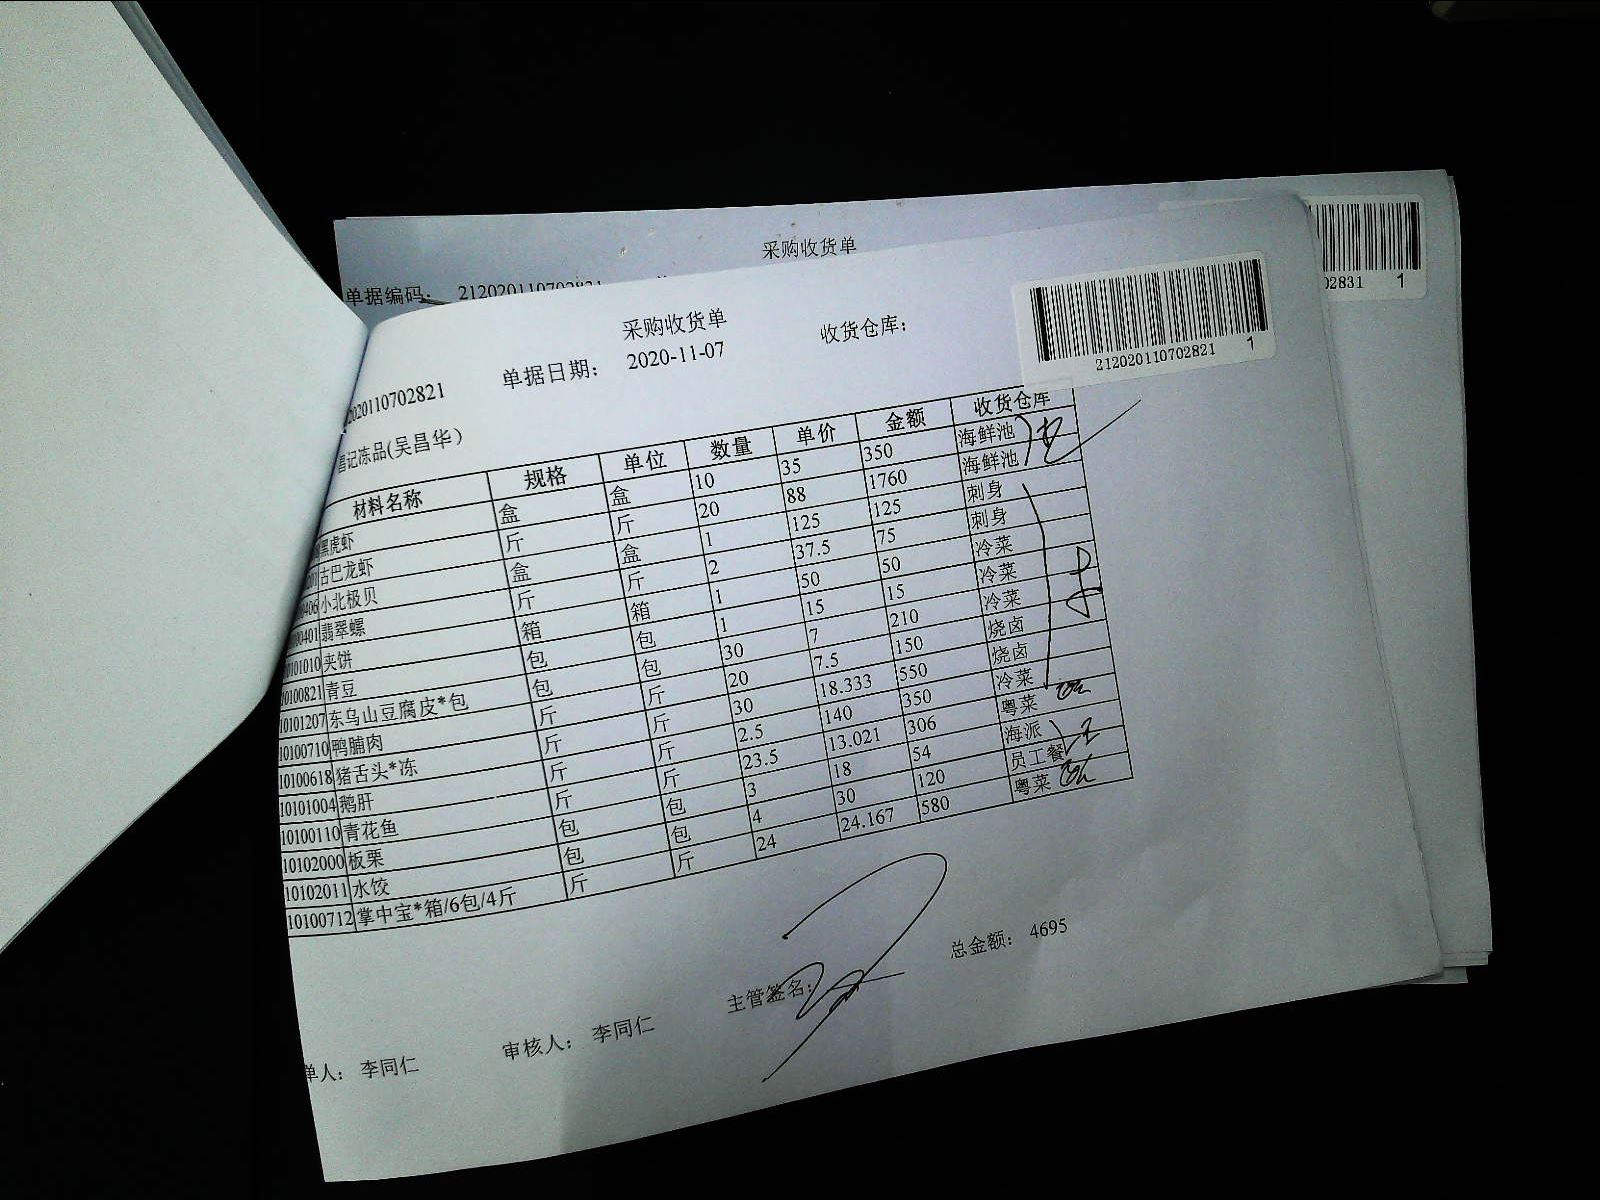 采购收货单
单据编码： 212020110702831
02831 1
采购收货单
020110702821 单据日期： 2020-11-07 收货仓库：
212020110702821 1
昌记冻品(吴昌华)
材料名称 规格 单位 数量 单价 金额 收货仓库
黑虎虾 盒 盒 10 35 350 海鲜池
古巴龙虾 斤 斤 20 88 1760 海鲜池
406 小北极贝 盒 盒 1 125 125 刺身
00401 翡翠螺 斤 斤 2 37.5 75 刺身
0101010 夹饼 箱 箱 1 50 50 冷菜
10100821 青豆 包 包 1 15 15 冷菜
10101207 东乌山豆腐皮*包 包 包 30 7 210 冷菜
10100710 鸭脯肉 斤 斤 20 7.5 150 烧卤
10100618 猪舌头*冻 斤 斤 30 18.333 550 烧卤
10101004 鹅肝 斤 斤 2.5 140 350 冷菜
10100110 青花鱼 斤 斤 23.5 13.021 306 粤菜
10102000 板栗 包 包 3 18 54 海派
10102011 水饺 包 包 4 30 120 员工餐
10100712 掌中宝*箱/6包/4斤 斤 斤 24 24.167 580 粤菜
单人： 李同仁 审核人： 李同仁 主管签名： 总金额： 4695